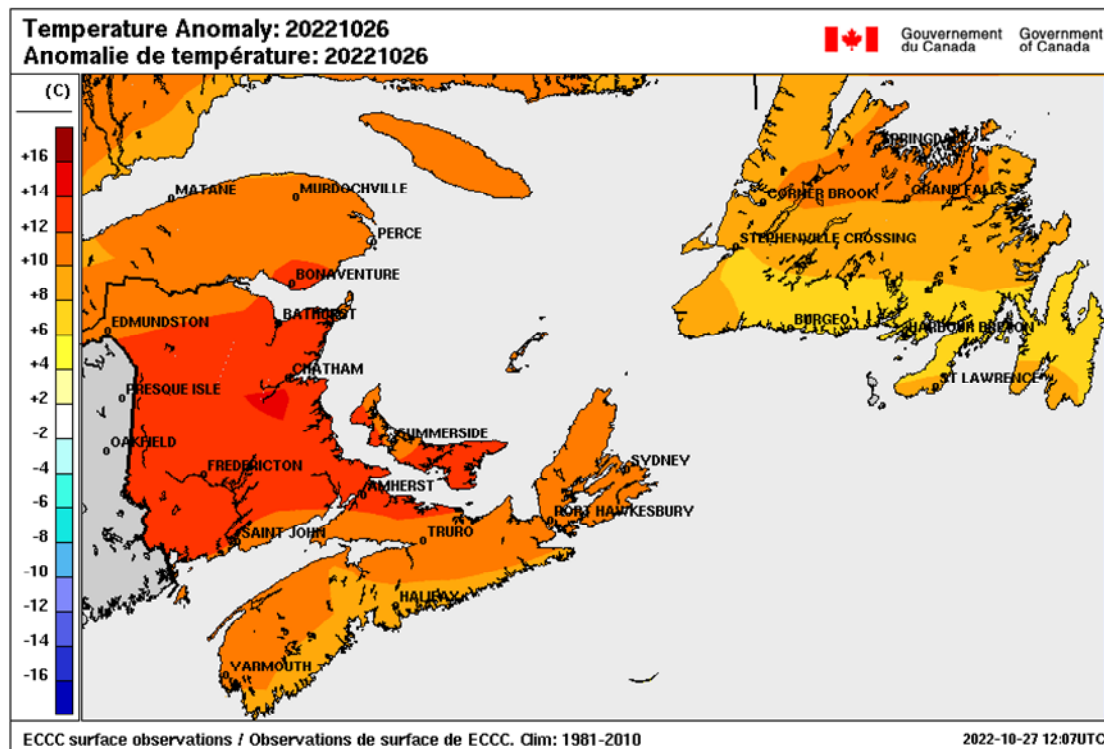 Temperature Anomaly: 20221026
Anomalie de température: 20221026
Gouvernement du Canada
Government of Canada
(C)
+16
+14
+12
+10
+8
+6
+4
+2
-2
-4
-6
-8
-10
-12
-14
-16
MATANE
MURDOCHVILLE
PERCE
BONAVENTURE
EDMUNDSTON
BATHURST
CHATHAM
PRESQUE ISLE
OAKFIELD
FREDERICTON
SUMMERSIDE
AMHERST
SYDNEY
PORT HAWKESBURY
SAINT JOHN
TRURO
HALIFAX
YARMOUTH
SPRINGDALE
CORNER BROOK
GRAND FALLS
STEPHENVILLE CROSSING
BURGEO
HARBOUR BRETON
ST LAWRENCE
ECCC surface observations / Observations de surface de ECCC. Clim: 1981-2010
2022-10-27 12:07UTC